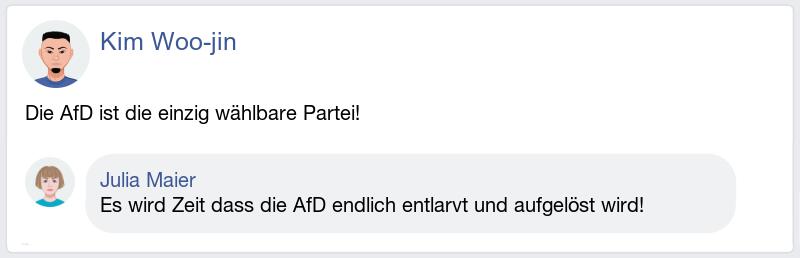 Kim Woo-jin
Die AfD ist die einzig wählbare Partei!
Julia Maier
Es wird Zeit dass die AfD endlich entlarvt und aufgelöst wird!